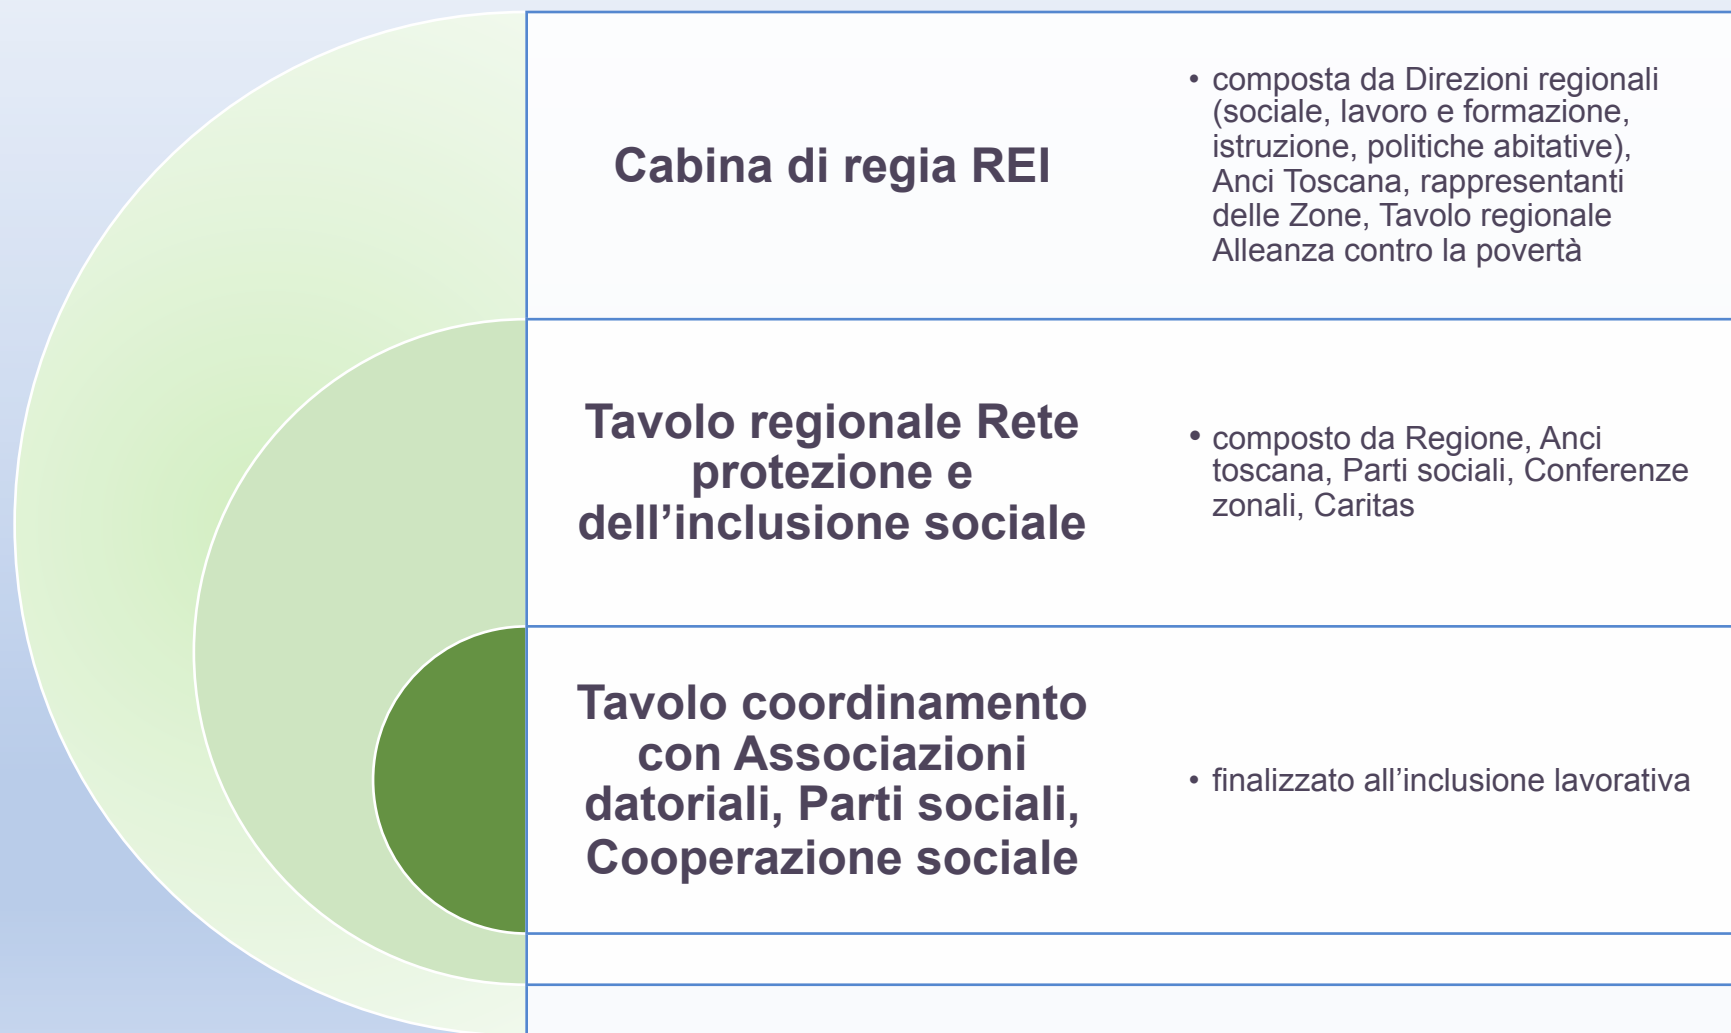 Cabina di regia REI
• composta da Direzioni regionali
(sociale, lavoro e formazione,
istruzione, politiche abitative),
Anci Toscana, rappresentanti
delle Zone, Tavolo regionale
Alleanza contro la povertà
Tavolo regionale Rete
protezione e
dell’inclusione sociale
• composto da Regione, Anci
toscana, Parti sociali, Conferenze
zonali, Caritas
Tavolo coordinamento
con Associazioni
datoriali, Parti sociali,
Cooperazione sociale
• finalizzato all’inclusione lavorativa